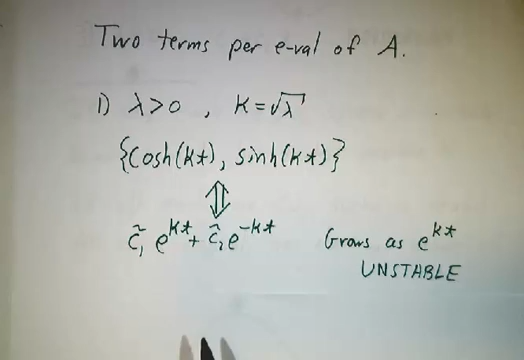 Two terms per e-val of A.
1) λ>0 , K=√λ
{cosh(kt), sinh(kt)}
⇕
c̃₁ e^{kt} + c̃₂ e^{-kt} Grows as e^{kt}
UNSTABLE